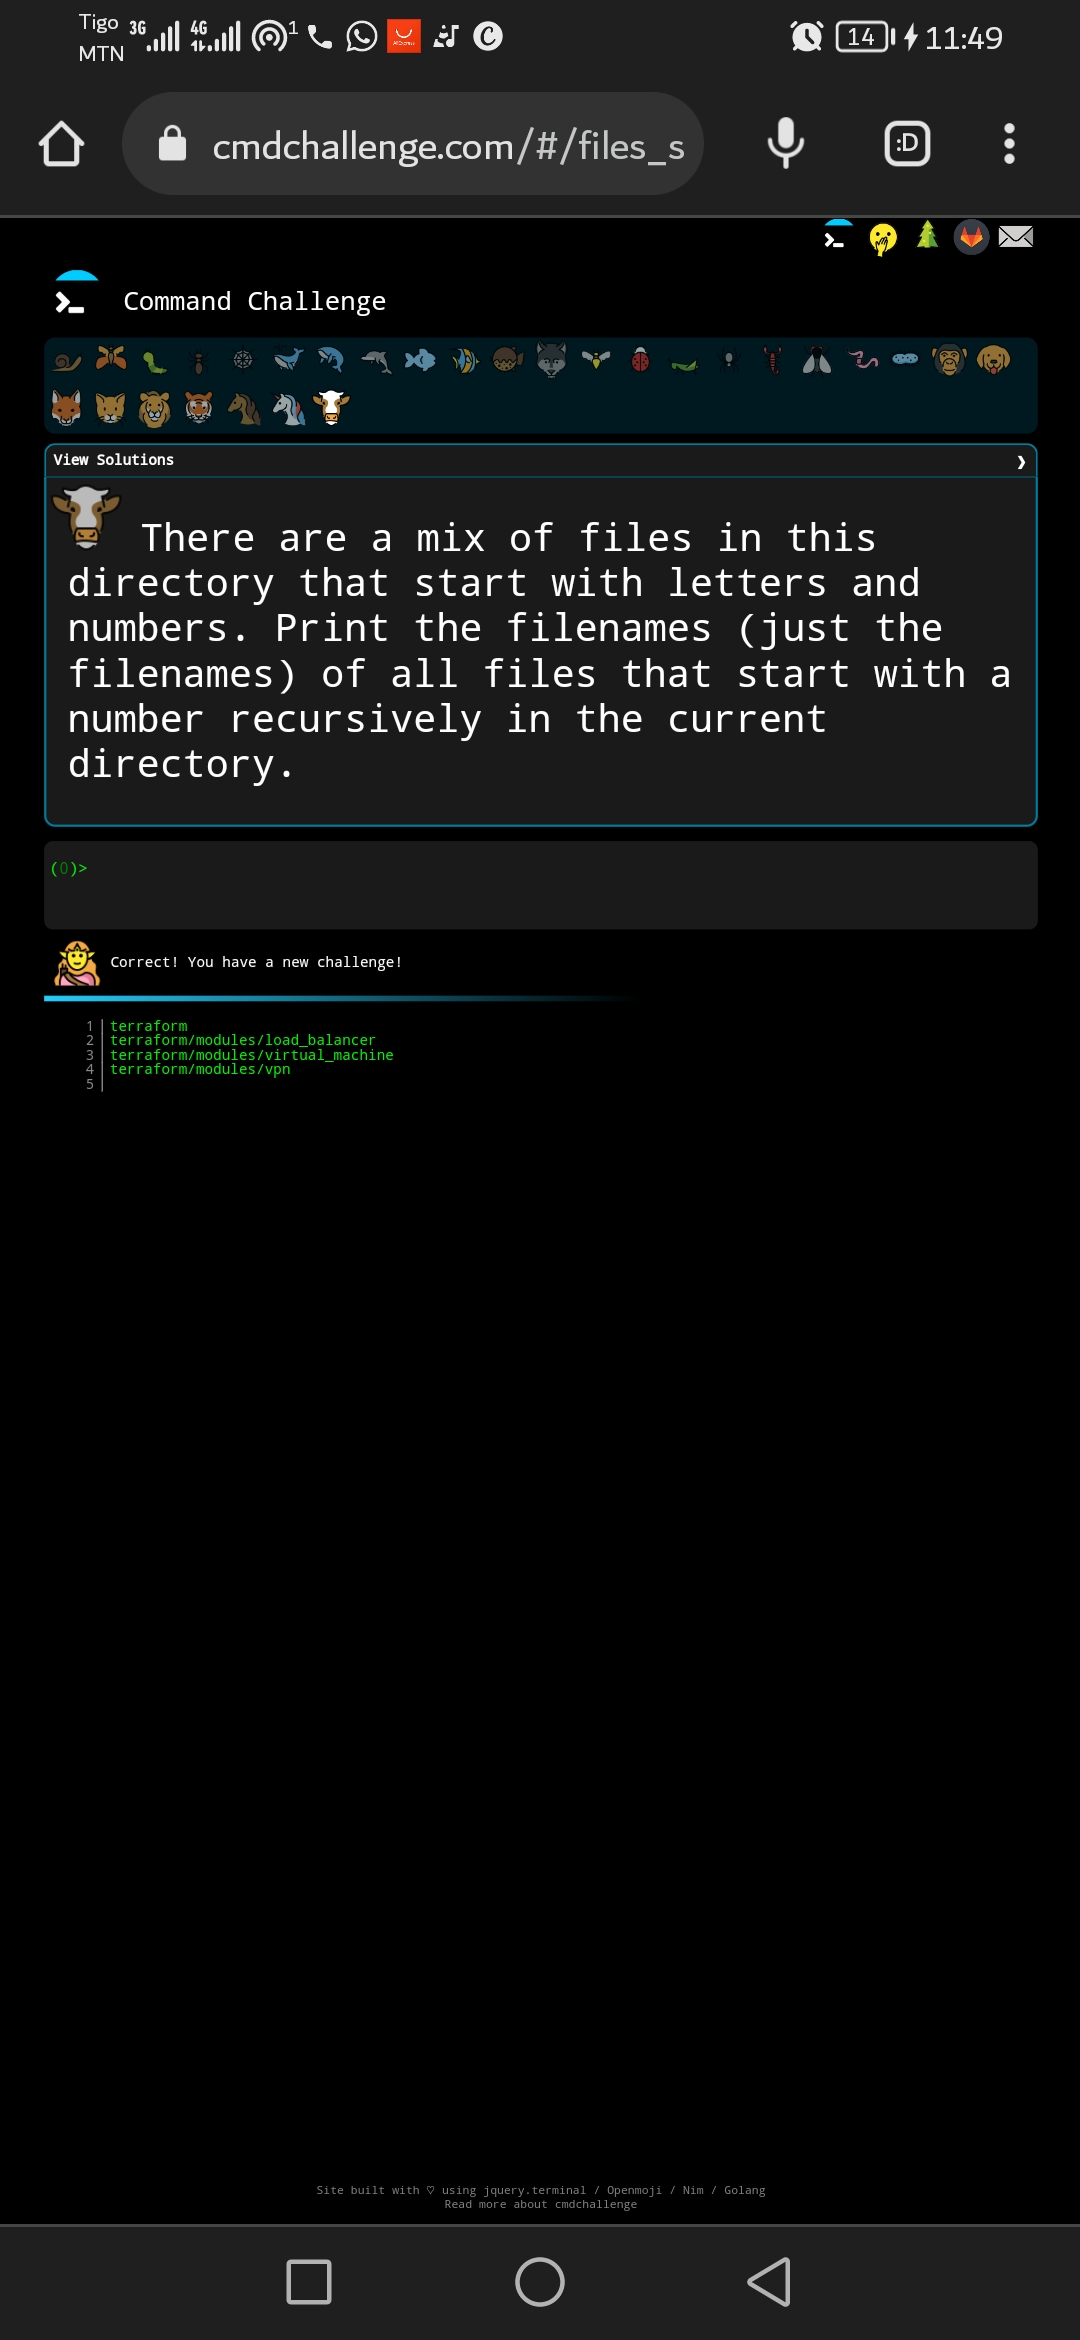 Tigo
MTN
3G
4G
1
14
11:49
cmdchallenge.com/#/files_s
:D
Command Challenge
View Solutions
There are a mix of files in this
directory that start with letters and
numbers. Print the filenames (just the
filenames) of all files that start with a
number recursively in the current
directory.
(0)>
Correct! You have a new challenge!
1 terraform
2 terraform/modules/load_balancer
3 terraform/modules/virtual_machine
4 terraform/modules/vpn
5
Site built with ♡ using jquery.terminal / Openmoji / Nim / Golang
Read more about cmdchallenge